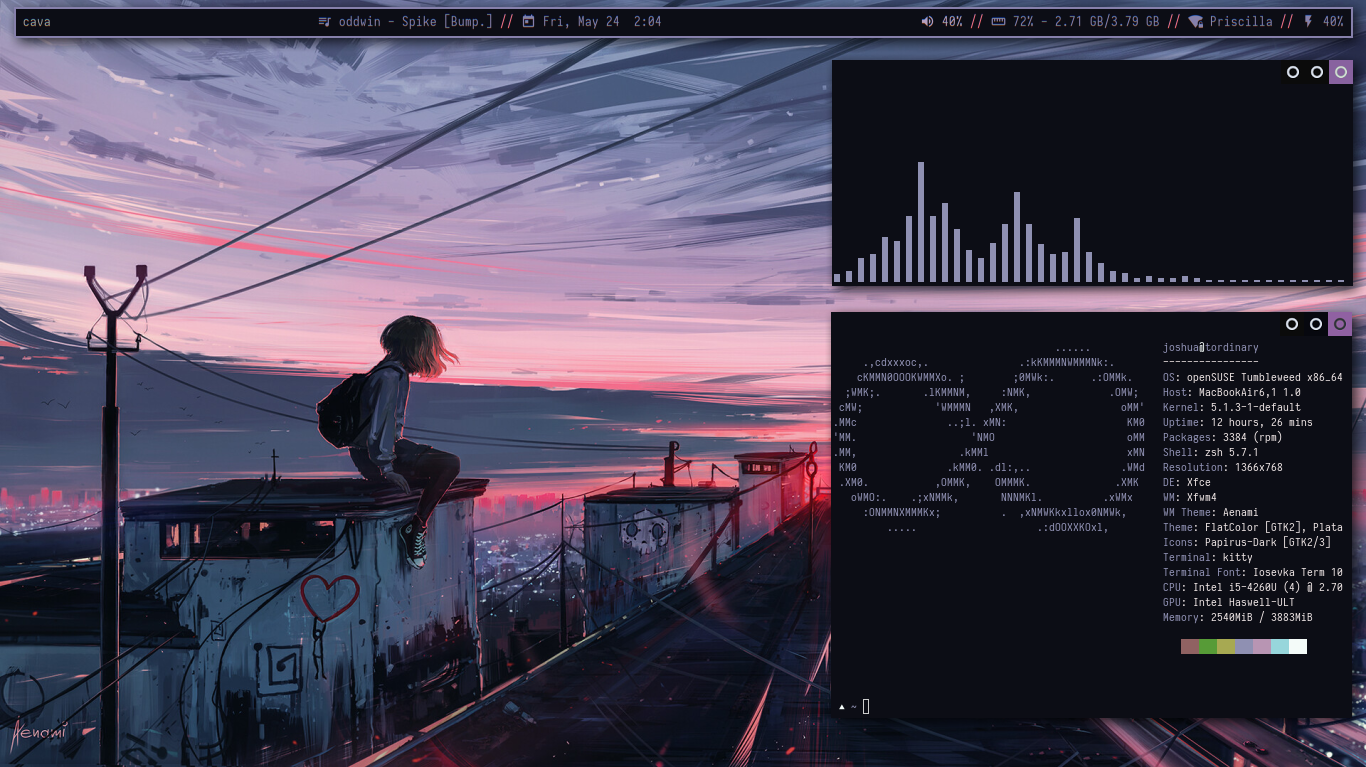 cava oddwin - Spike [Bump.] // Fri, May 24 2:04 40% // 72% - 2.71 GB/3.79 GB // Priscilla // 40%
......
.,cdxxxoc,. .:kKMMMNWMMMNk:.
cKMMN0OOOKWMMXo. ; ;0MWk:. .:OMMk.
;WMK;. .lKMMNM, :NMK, .OMW;
cMW; 'WMMMN ,XMK, oMM'
.MMc ..;l. xMN: KM0
'MM. 'NMO oMM
.MM, .kMMl xMN
KM0 .kMM0. .dl:,.. .WMd
.XM0. ,OMMK, OMMMK. .XMK
oWMO:. .;xNMMk, NNNMKl. .xWMx
:ONMMNXMMMKx; . ,xNMWKkxllox0NMWk,
..... .:dOOXXKOxl,
joshua@tordinary
----------------
OS: openSUSE Tumbleweed x86_64
Host: MacBookAir6,1 1.0
Kernel: 5.1.3-1-default
Uptime: 12 hours, 26 mins
Packages: 3384 (rpm)
Shell: zsh 5.7.1
Resolution: 1366x768
DE: Xfce
WM: Xfwm4
WM Theme: Aenami
Theme: FlatColor [GTK2], Plata
Icons: Papirus-Dark [GTK2/3]
Terminal: kitty
Terminal Font: Iosevka Term 10
CPU: Intel i5-4260U (4) @ 2.70
GPU: Intel Haswell-ULT
Memory: 2540MiB / 3883MiB
▲ ~
Aenami